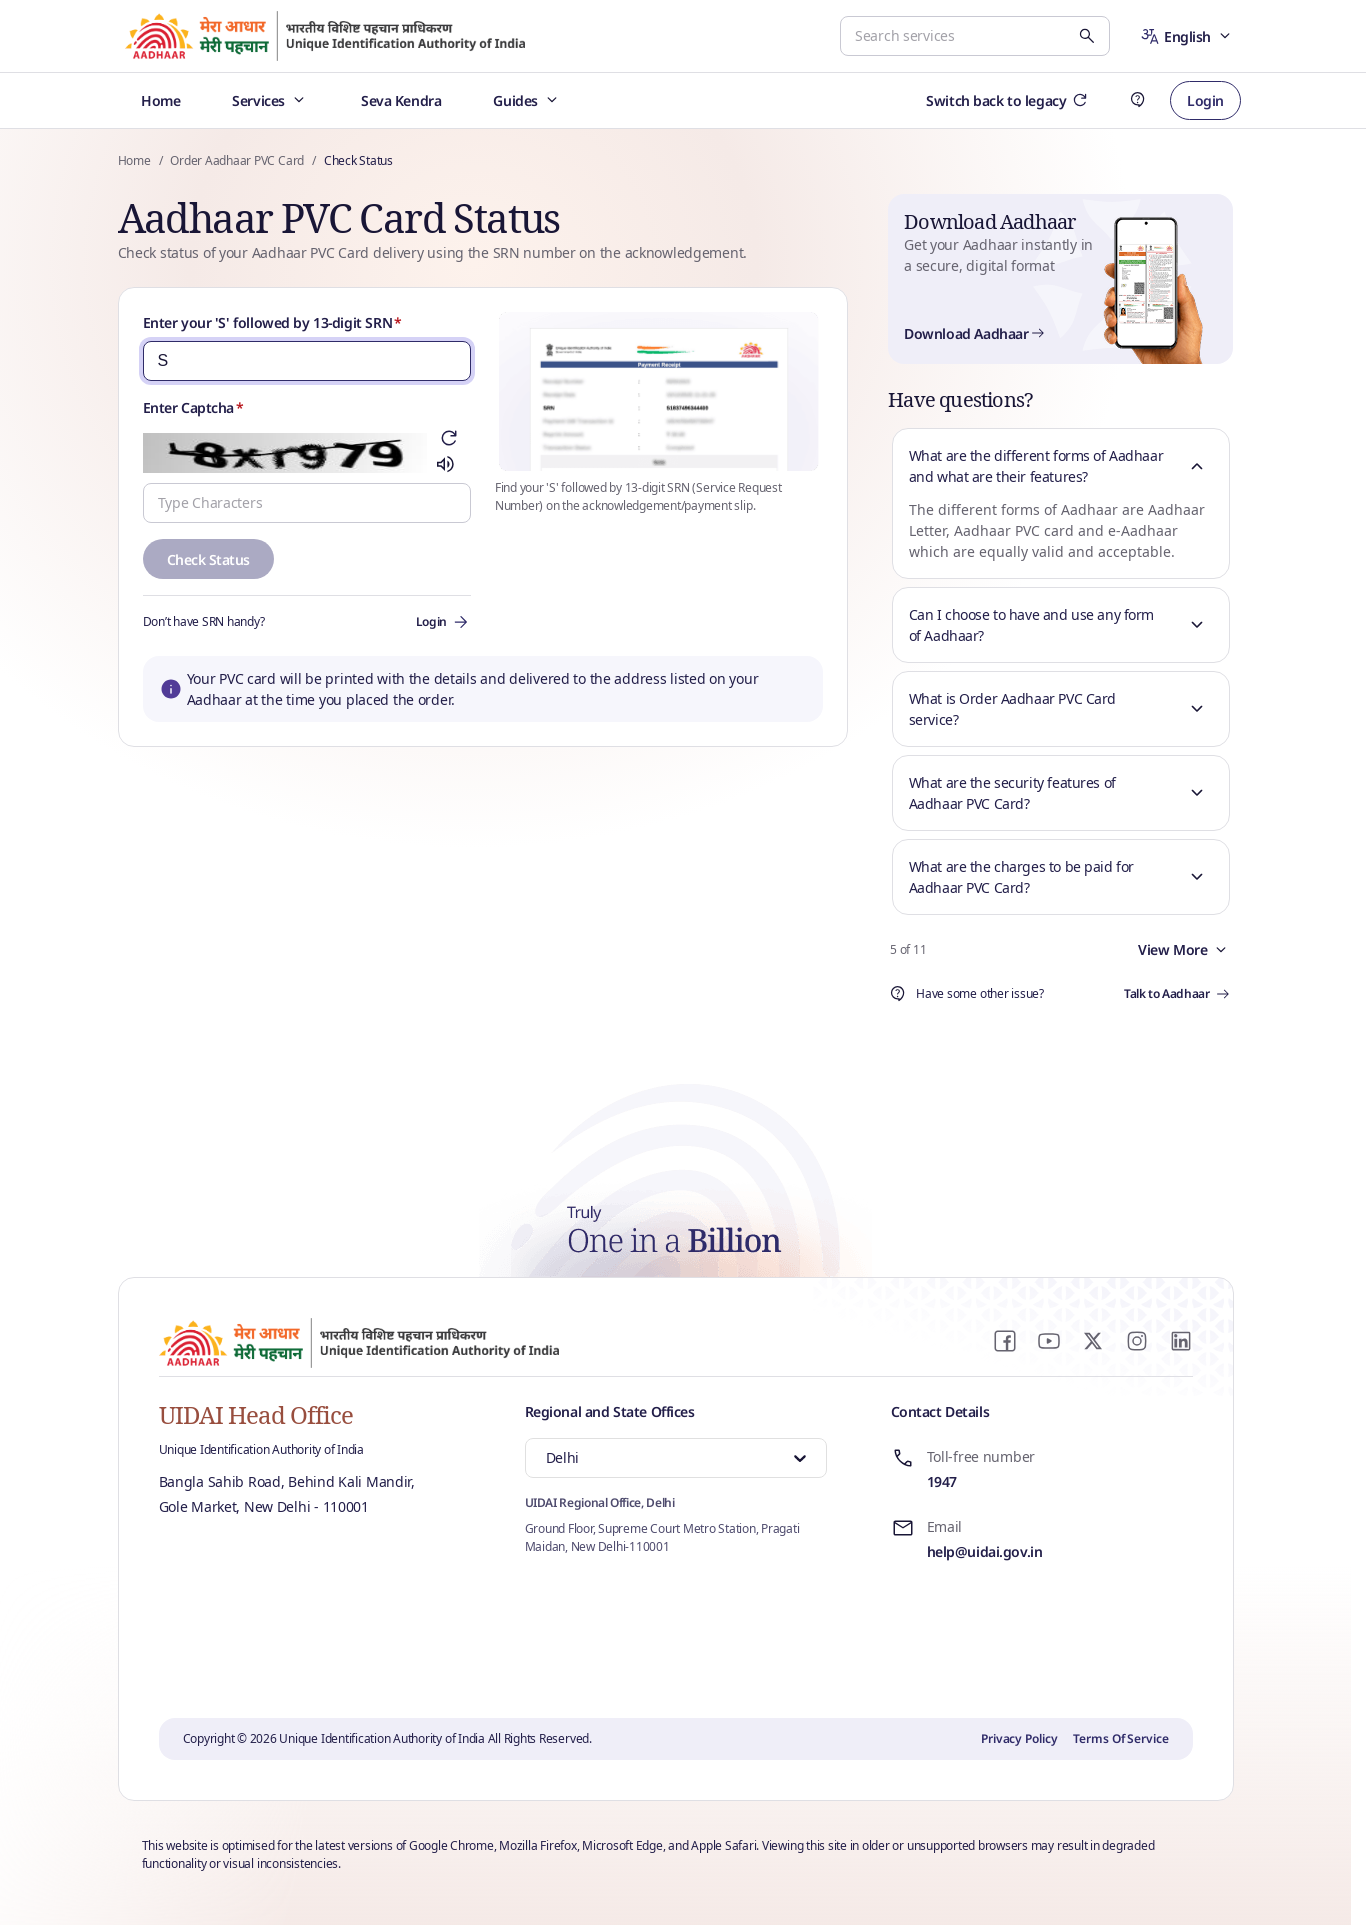 मेरा आधार
मेरी पहचान
AADHAAR
भारतीय विशिष्ट पहचान प्राधिकरण
Unique Identification Authority of India
Search services
English
Home
Services
Seva Kendra
Guides
Switch back to legacy
Login
Home / Order Aadhaar PVC Card / Check Status
Aadhaar PVC Card Status
Check status of your Aadhaar PVC Card delivery using the SRN number on the acknowledgement.
Enter your 'S' followed by 13-digit SRN*
S
Enter Captcha *
8xr979
Type Characters
Check Status
Don't have SRN handy?
Login
Payment Receipt
SRN
Find your 'S' followed by 13-digit SRN (Service Request
Number) on the acknowledgement/payment slip.
Your PVC card will be printed with the details and delivered to the address listed on your
Aadhaar at the time you placed the order.
Download Aadhaar
Get your Aadhaar instantly in
a secure, digital format
Download Aadhaar
Have questions?
What are the different forms of Aadhaar
and what are their features?
The different forms of Aadhaar are Aadhaar
Letter, Aadhaar PVC card and e-Aadhaar
which are equally valid and acceptable.
Can I choose to have and use any form
of Aadhaar?
What is Order Aadhaar PVC Card
service?
What are the security features of
Aadhaar PVC Card?
What are the charges to be paid for
Aadhaar PVC Card?
5 of 11
View More
Have some other issue?
Talk to Aadhaar
Truly
One in a Billion
मेरा आधार
मेरी पहचान
AADHAAR
भारतीय विशिष्ट पहचान प्राधिकरण
Unique Identification Authority of India
UIDAI Head Office
Unique Identification Authority of India
Bangla Sahib Road, Behind Kali Mandir,
Gole Market, New Delhi - 110001
Regional and State Offices
Delhi
UIDAI Regional Office, Delhi
Ground Floor, Supreme Court Metro Station, Pragati
Maidan, New Delhi-110001
Contact Details
Toll-free number
1947
Email
help@uidai.gov.in
Copyright © 2026 Unique Identification Authority of India All Rights Reserved.
Privacy Policy
Terms Of Service
This website is optimised for the latest versions of Google Chrome, Mozilla Firefox, Microsoft Edge, and Apple Safari. Viewing this site in older or unsupported browsers may result in degraded
functionality or visual inconsistencies.